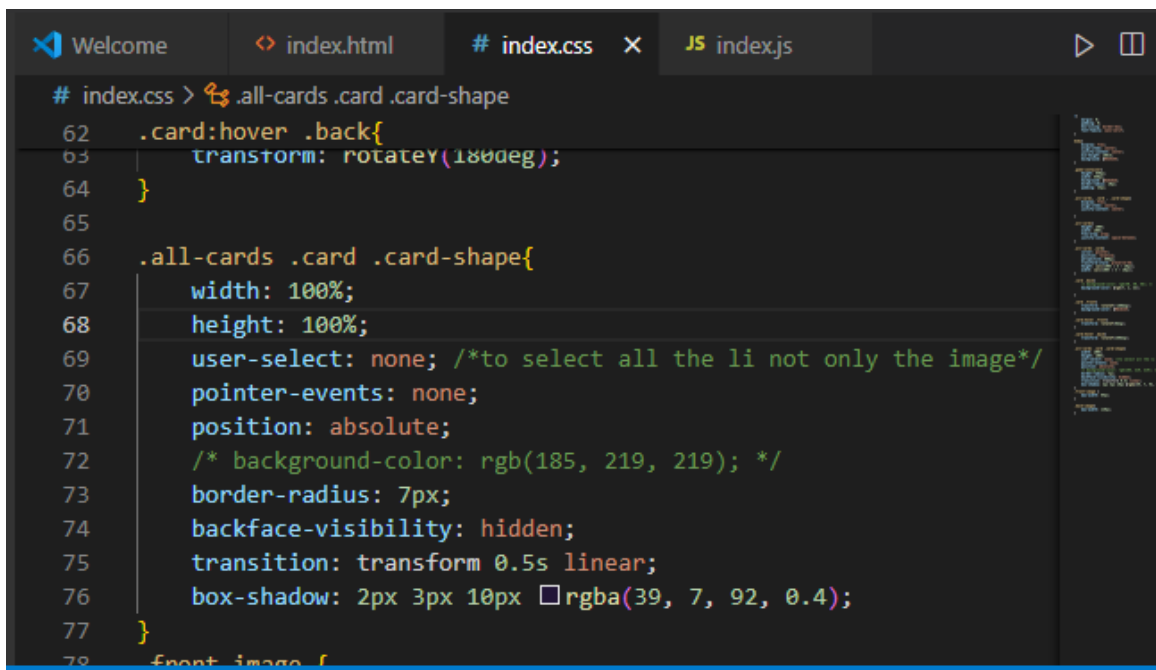 Welcome
index.html
# index.css
JS index.js
# index.css > .all-cards .card .card-shape
62 .card:hover .back{
63 transform: rotateY(180deg);
64 }
65
66 .all-cards .card .card-shape{
67 width: 100%;
68 height: 100%;
69 user-select: none; /*to select all the li not only the image*/
70 pointer-events: none;
71 position: absolute;
72 /* background-color: rgb(185, 219, 219); */
73 border-radius: 7px;
74 backface-visibility: hidden;
75 transition: transform 0.5s linear;
76 box-shadow: 2px 3px 10px rgba(39, 7, 92, 0.4);
77 }
78 .front image {